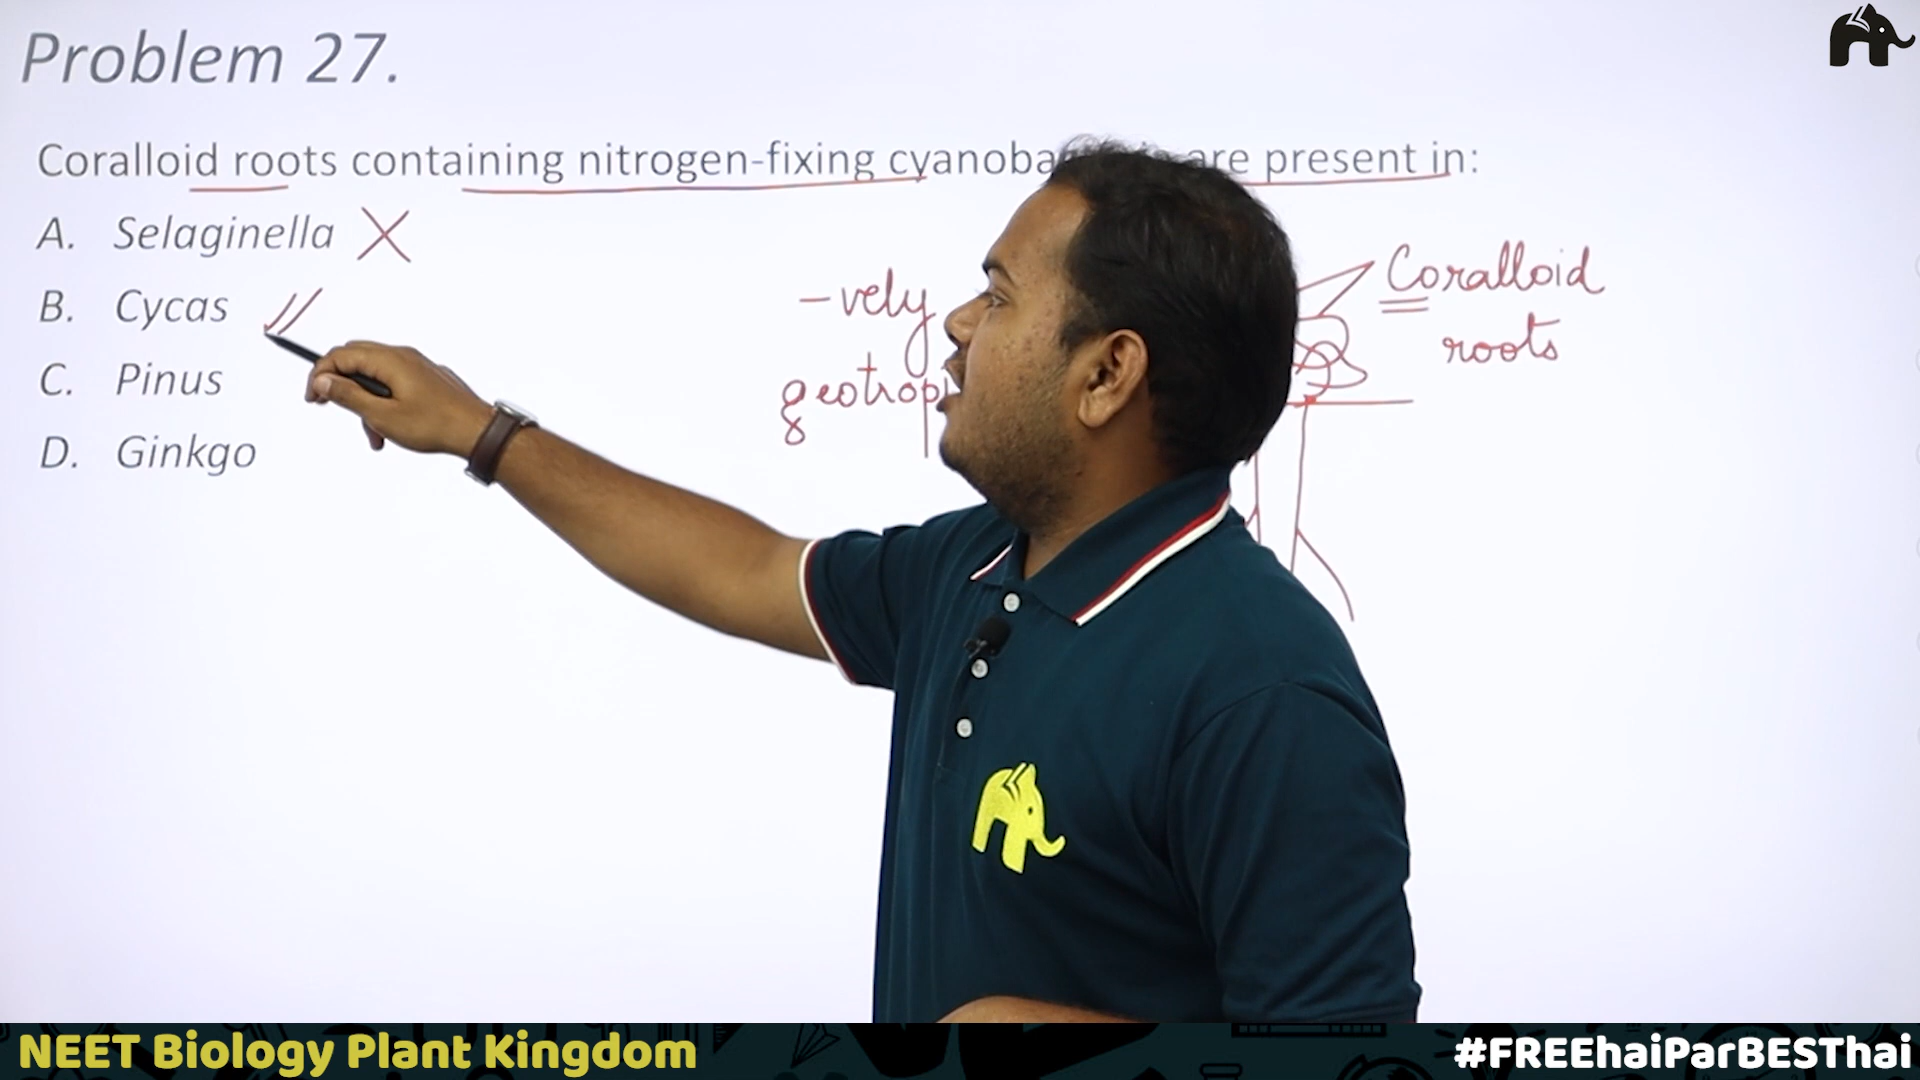 Problem 27.
Coralloid roots containing nitrogen-fixing are present in:
A. Selaginella
B. Cycas
C. Pinus
D. Ginkgo
-vely
geotrop
Coralloid
roots
NEET Biology Plant Kingdom
#FREEhaiParBESThai